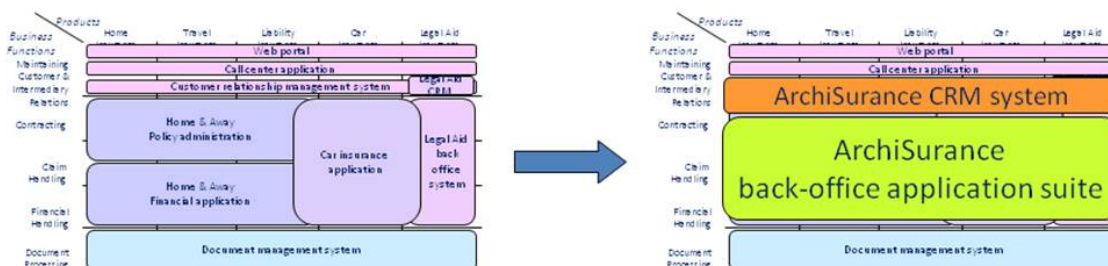 Products
Business
Functions
Home
Travel
Liability
Car
Legal Aid
Web portal
Maintaining
Customer &
Intermediary
Relations
Call center application
Customer relationship management system
Legal Aid
CRM
Contracting
Home & Away
Policy administration
Car insurance
application
Legal Aid
back
office
system
Claim
Handling
Home & Away
Financial application
Financial
Handling
Document
Processing
Document management system
Products
Business
Functions
Home
Travel
Liability
Car
Legal Aid
Web portal
Maintaining
Customer &
Intermediary
Relations
Call center application
ArchiSurance CRM system
Contracting
ArchiSurance
back-office application suite
Claim
Handling
Financial
Handling
Document
Processing
Document management system